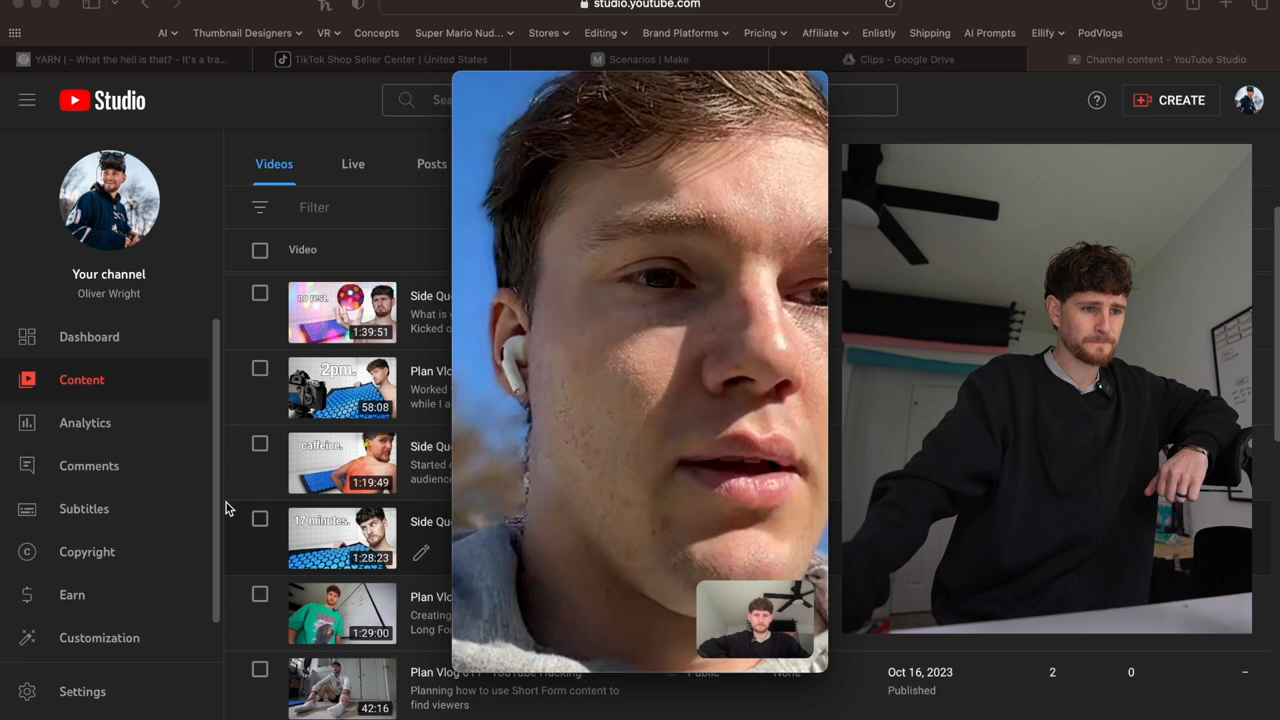 studio.youtube.com
AI
Thumbnail Designers
VR
Concepts
Super Mario Nud...
Stores
Editing
Brand Platforms
Pricing
Affiliate
Enlistly
Shipping
AI Prompts
Ellify
PodVlogs
YARN | - What the hell is that? - It's a tra...
TikTok Shop Seller Center | United States
M Scenarios | Make
Clips - Google Drive
Channel content - YouTube Studio
Studio
Sea
CREATE
Your channel
Oliver Wright
Dashboard
Content
Analytics
Comments
Subtitles
Copyright
Earn
Customization
Settings
Videos
Live
Posts
Filter
Video
no rest.
1:39:51
Side Qu
What is
Kicked o
2pm.
58:08
Plan Vlo
Worked
while I a
caffeine.
1:19:49
Side Qu
Started
audienc
17 minutes.
1:28:23
Side Qu
1:29:00
Plan Vlo
Creating
Long Fo
42:16
Planning how to use Short Form content to
find viewers
Public
None
Oct 16, 2023
Published
2
0
–